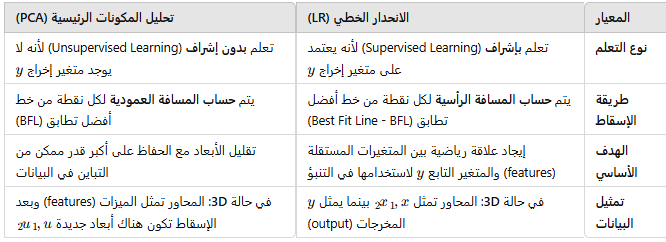 المعيار
الانحدار الخطي (LR)
تحليل المكونات الرئيسية (PCA)
نوع التعلم
تعلم بإشراف (Supervised Learning) لأنه يعتمد
على متغير إخراج y
تعلم بدون إشراف (Unsupervised Learning) لأنه لا
يوجد متغير إخراج y
طريقة
الإسقاط
يتم حساب المسافة الرأسية لكل نقطة من خط أفضل
تطابق (Best Fit Line - BFL)
يتم حساب المسافة العمودية لكل نقطة من خط
أفضل تطابق (BFL)
الهدف
الأساسي
إيجاد علاقة رياضية بين المتغيرات المستقلة
(features) والمتغير التابع y لاستخدامها في التنبؤ
تقليل الأبعاد مع الحفاظ على أكبر قدر ممكن من
التباين في البيانات
تمثيل
البيانات
في حالة 3D: المحاور تمثل ₂x₁, x بينما يمثل y
المخرجات (output)
في حالة 3D: المحاور تمثل الميزات (features) وبعد
الإسقاط تكون هناك أبعاد جديدة ₂u₁, u